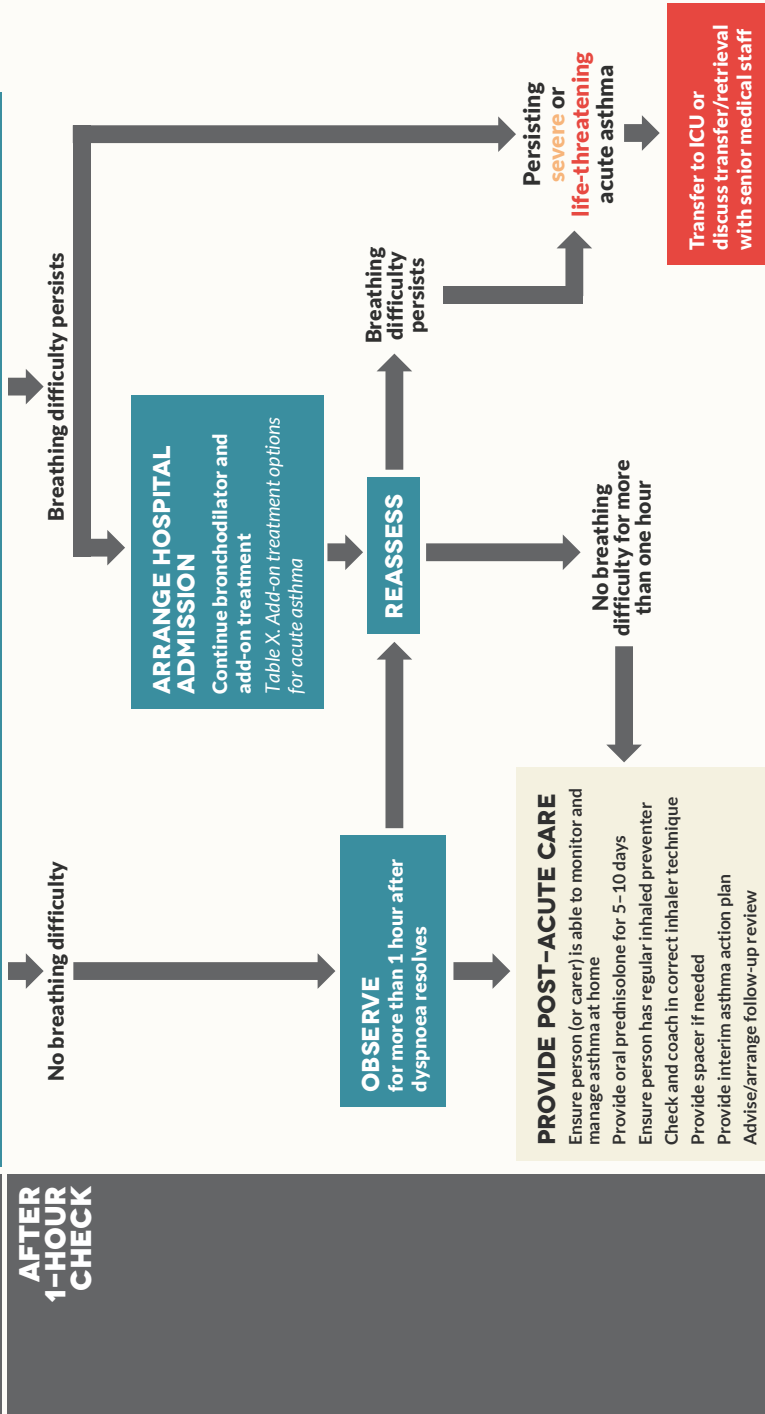 AFTER
1–HOUR
CHECK
No breathing difficulty
Breathing difficulty persists
ARRANGE HOSPITAL
ADMISSION
Continue bronchodilator and
add-on treatment
Table X. Add-on treatment options
for acute asthma
OBSERVE
for more than 1 hour after
dyspnoea resolves
REASSESS
Breathing
difficulty
persists
Persisting
severe or
life-threatening
acute asthma
No breathing
difficulty for more
than one hour
PROVIDE POST–ACUTE CARE
Ensure person (or carer) is able to monitor and
manage asthma at home
Provide oral prednisolone for 5–10 days
Ensure person has regular inhaled preventer
Check and coach in correct inhaler technique
Provide spacer if needed
Provide interim asthma action plan
Advise/arrange follow-up review
Transfer to ICU or
discuss transfer/retrieval
with senior medical staff